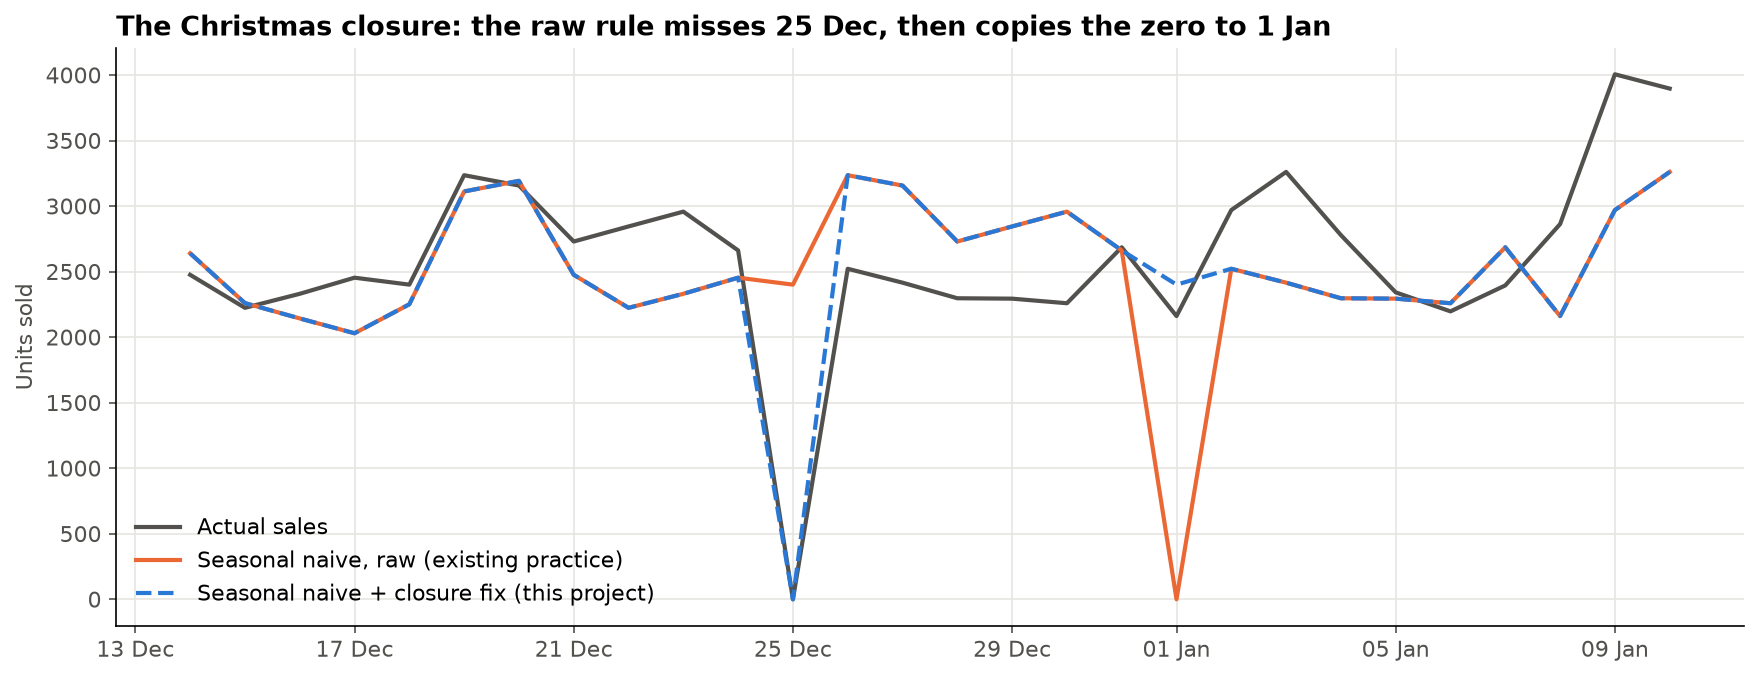 The Christmas closure: the raw rule misses 25 Dec, then copies the zero to 1 Jan
Units sold
4000
3500
3000
2500
2000
1500
1000
500
0
Actual sales
Seasonal naive, raw (existing practice)
Seasonal naive + closure fix (this project)
13 Dec
17 Dec
21 Dec
25 Dec
29 Dec
01 Jan
05 Jan
09 Jan